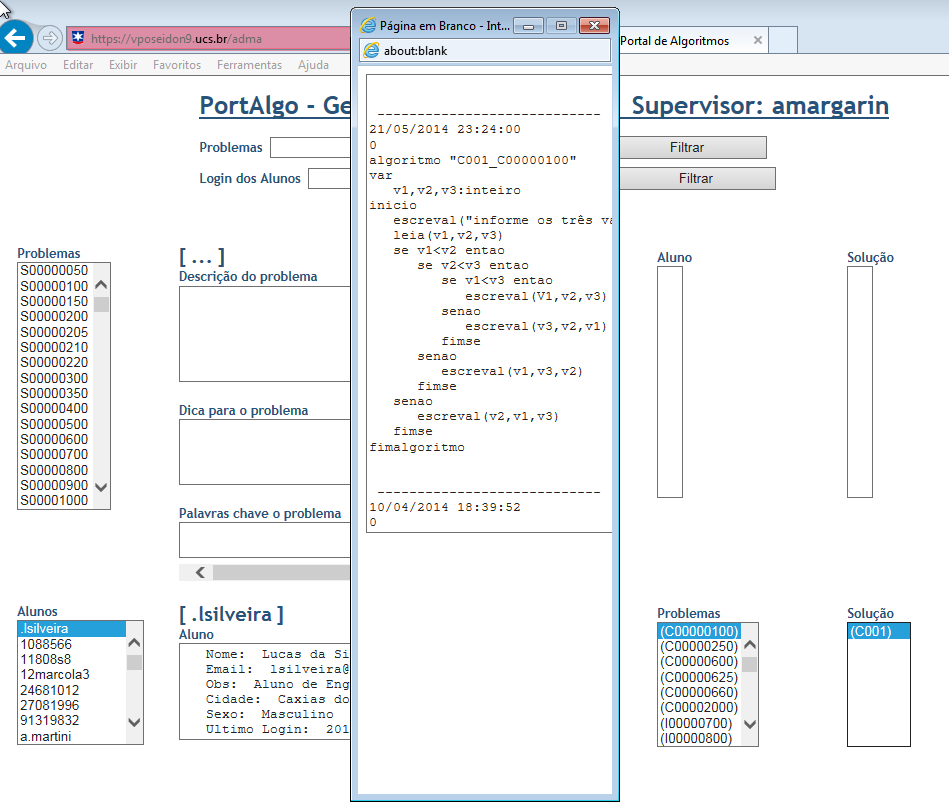 https://vposeidon9.ucs.br/adma
Portal de Algoritmos
Arquivo Editar Exibir Favoritos Ferramentas Ajuda
PortAlgo - Ge
Supervisor: amargarin
Problemas
Filtrar
Login dos Alunos
Filtrar
Problemas
S00000050
S00000100
S00000150
S00000200
S00000205
S00000210
S00000220
S00000300
S00000350
S00000400
S00000500
S00000600
S00000700
S00000800
S00000900
S00001000
[ ... ]
Descrição do problema
Dica para o problema
Palavras chave o problema
Aluno
Solução
Página em Branco - Int...
about:blank
----------------------------
21/05/2014 23:24:00
0
algoritmo "C001_C00000100"
var
v1,v2,v3:inteiro
inicio
escreval("informe os três va
leia(v1,v2,v3)
se v1<v2 entao
se v2<v3 entao
se v1<v3 entao
escreval(V1,v2,v3)
senao
escreval(v3,v2,v1)
fimse
senao
escreval(v1,v3,v2)
fimse
senao
escreval(v2,v1,v3)
fimse
fimalgoritmo
----------------------------
10/04/2014 18:39:52
0
Alunos
.lsilveira
1088566
11808s8
12marcola3
24681012
27081996
91319832
a.martini
[ .lsilveira ]
Aluno
Nome: Lucas da Si
Email: lsilveira@
Obs: Aluno de Eng
Cidade: Caxias do
Sexo: Masculino
Ultimo Login: 201
Problemas
(C00000100)
(C00000250)
(C00000600)
(C00000625)
(C00000660)
(C00002000)
(I00000700)
(I00000800)
Solução
(C001)